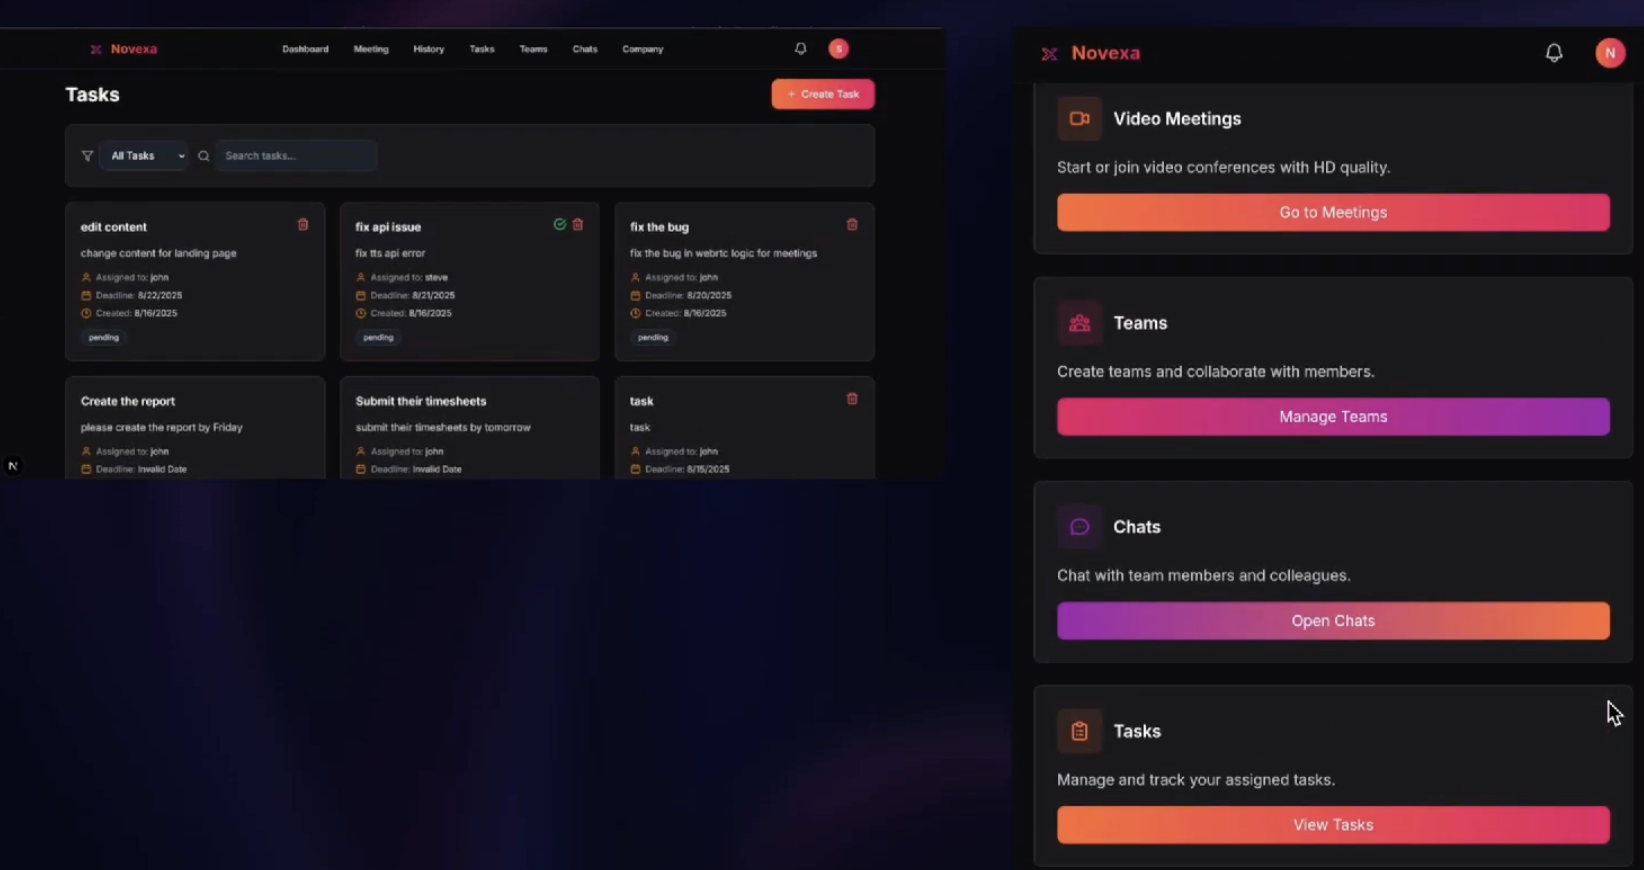 Novexa
Dashboard Meeting History Tasks Teams Chats Company
S
Tasks
+ Create Task
All Tasks
Search tasks...
edit content
change content for landing page
Assigned to: john
Deadline: 8/22/2025
Created: 8/16/2025
pending
fix api issue
fix tts api error
Assigned to: steve
Deadline: 8/21/2025
Created: 8/16/2025
pending
fix the bug
fix the bug in webrtc logic for meetings
Assigned to: john
Deadline: 8/20/2025
Created: 8/16/2025
pending
Create the report
please create the report by Friday
Assigned to: john
Deadline: Invalid Date
Submit their timesheets
submit their timesheets by tomorrow
Assigned to: john
Deadline: Invalid Date
task
task
Assigned to: john
Deadline: 8/15/2025
N
Novexa
N
Video Meetings
Start or join video conferences with HD quality.
Go to Meetings
Teams
Create teams and collaborate with members.
Manage Teams
Chats
Chat with team members and colleagues.
Open Chats
Tasks
Manage and track your assigned tasks.
View Tasks